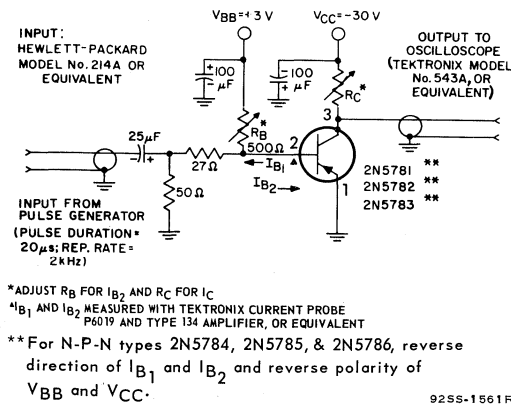 INPUT:
HEWLETT-PACKARD
MODEL No. 214A OR
EQUIVALENT
VBB=+3 V
VCC=-30 V
OUTPUT TO
OSCILLOSCOPE
(TEKTRONIX MODEL
No. 543A, OR
EQUIVALENT)
+ 100
- μF
-100
+ μF
RB*
500Ω
RC*
3
25μF
- +
27Ω
50Ω
2
IB1 ▲
IB2
1
2N5781 **
2N5782 **
2N5783 **
INPUT FROM
PULSE GENERATOR
(PULSE DURATION=
20μs; REP. RATE=
2kHz)
*ADJUST RB FOR IB2 AND RC FOR IC
▲IB1 AND IB2 MEASURED WITH TEKTRONIX CURRENT PROBE
P6019 AND TYPE 134 AMPLIFIER, OR EQUIVALENT
**For N-P-N types 2N5784, 2N5785, & 2N5786, reverse
direction of IB1 and IB2 and reverse polarity of
VBB and VCC.
92SS-1561R